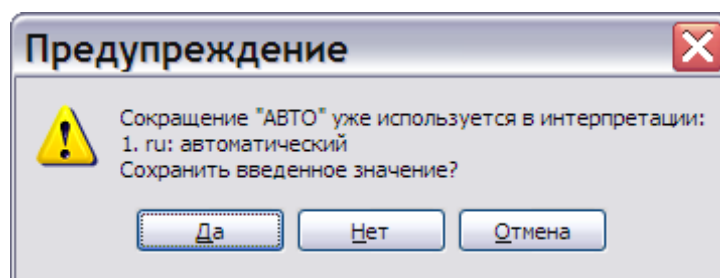 Предупреждение
Сокращение "АВТО" уже используется в интерпретации:
1. ru: автоматический
Сохранить введенное значение?
Да Нет Отмена